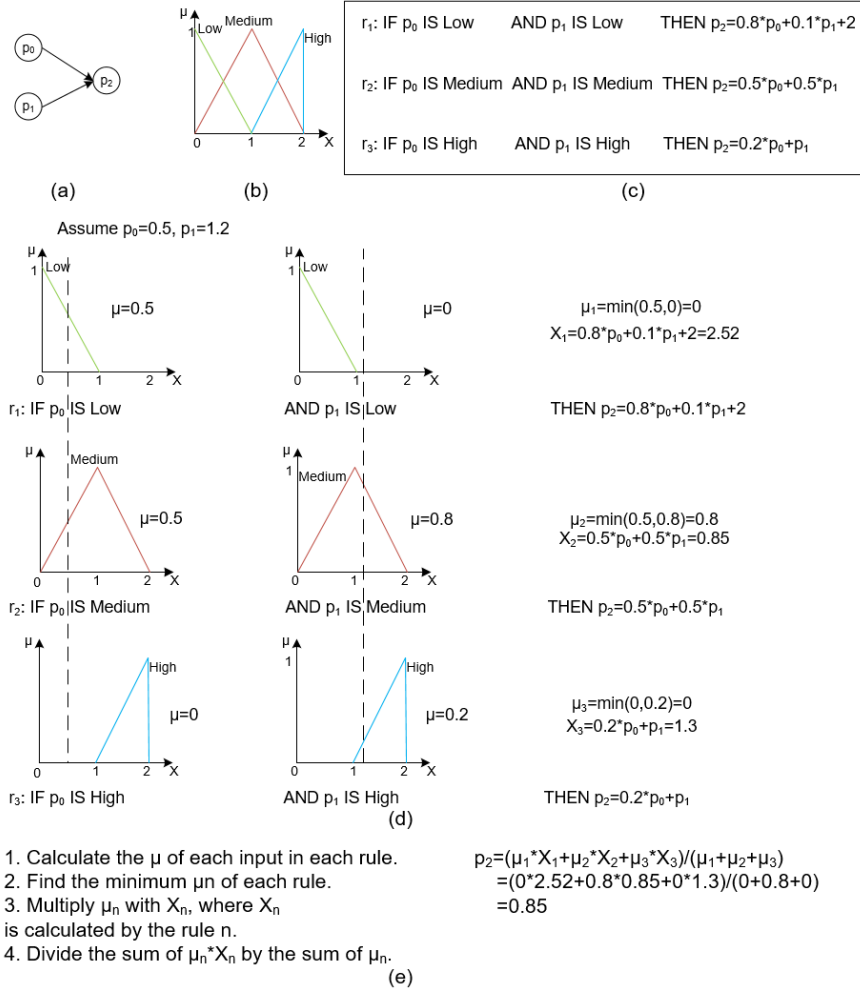 p₀
p₁
p₂
(a)
μ
1
Low
Medium
High
0
1
2
X
(b)
r₁: IF p₀ IS Low AND p₁ IS Low THEN p₂=0.8*p₀+0.1*p₁+2
r₂: IF p₀ IS Medium AND p₁ IS Medium THEN p₂=0.5*p₀+0.5*p₁
r₃: IF p₀ IS High AND p₁ IS High THEN p₂=0.2*p₀+p₁
(c)
Assume p₀=0.5, p₁=1.2
μ
1
Low
μ=0.5
0
1
2
X
r₁: IF p₀ IS Low
μ
1
Low
μ=0
0
1
2
X
AND p₁ IS Low
μ₁=min(0.5,0)=0
X₁=0.8*p₀+0.1*p₁+2=2.52
THEN p₂=0.8*p₀+0.1*p₁+2
μ
Medium
μ=0.5
0
1
2
X
r₂: IF p₀ IS Medium
μ
1
Medium
μ=0.8
0
1
2
X
AND p₁ IS Medium
μ₂=min(0.5,0.8)=0.8
X₂=0.5*p₀+0.5*p₁=0.85
THEN p₂=0.5*p₀+0.5*p₁
μ
High
μ=0
0
1
2
X
r₃: IF p₀ IS High
μ
1
High
μ=0.2
0
1
2
X
AND p₁ IS High
μ₃=min(0,0.2)=0
X₃=0.2*p₀+p₁=1.3
THEN p₂=0.2*p₀+p₁
(d)
1. Calculate the μ of each input in each rule.
2. Find the minimum μn of each rule.
3. Multiply μₙ with Xₙ, where Xₙ
is calculated by the rule n.
4. Divide the sum of μₙ*Xₙ by the sum of μₙ.
p₂=(μ₁*X₁+μ₂*X₂+μ₃*X₃)/(μ₁+μ₂+μ₃)
=(0*2.52+0.8*0.85+0*1.3)/(0+0.8+0)
=0.85
(e)